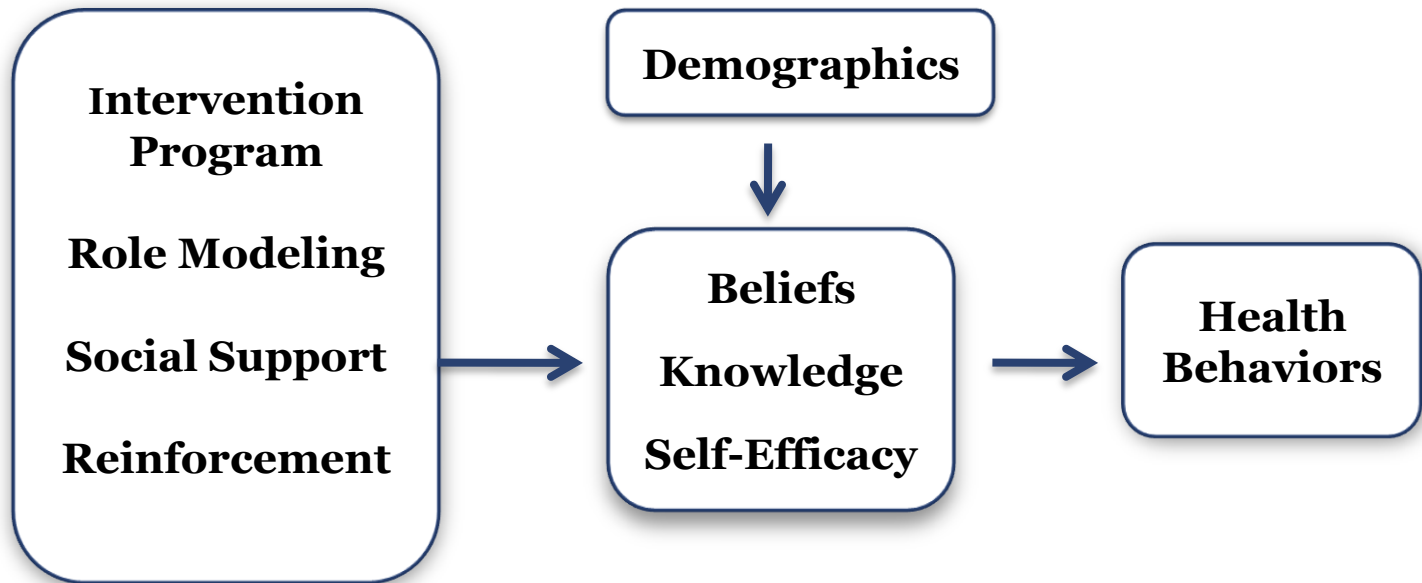 Intervention
Program
Role Modeling
Social Support
Reinforcement
Demographics
Beliefs
Knowledge
Self-Efficacy
Health
Behaviors